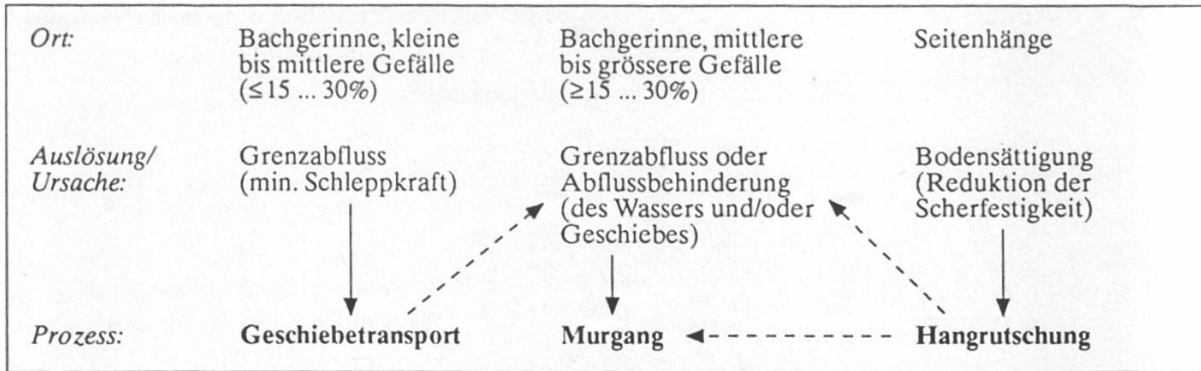 Ort:
Bachgerinne, kleine
bis mittlere Gefälle
(≤15 ... 30%)
Bachgerinne, mittlere
bis grössere Gefälle
(≥15 ... 30%)
Seitenhänge
Auslösung/
Ursache:
Grenzabfluss
(min. Schleppkraft)
Grenzabfluss oder
Abflussbehinderung
(des Wassers und/oder
Geschiebes)
Bodensättigung
(Reduktion der
Scherfestigkeit)
Prozess:
Geschiebetransport
Murgang
Hangrutschung